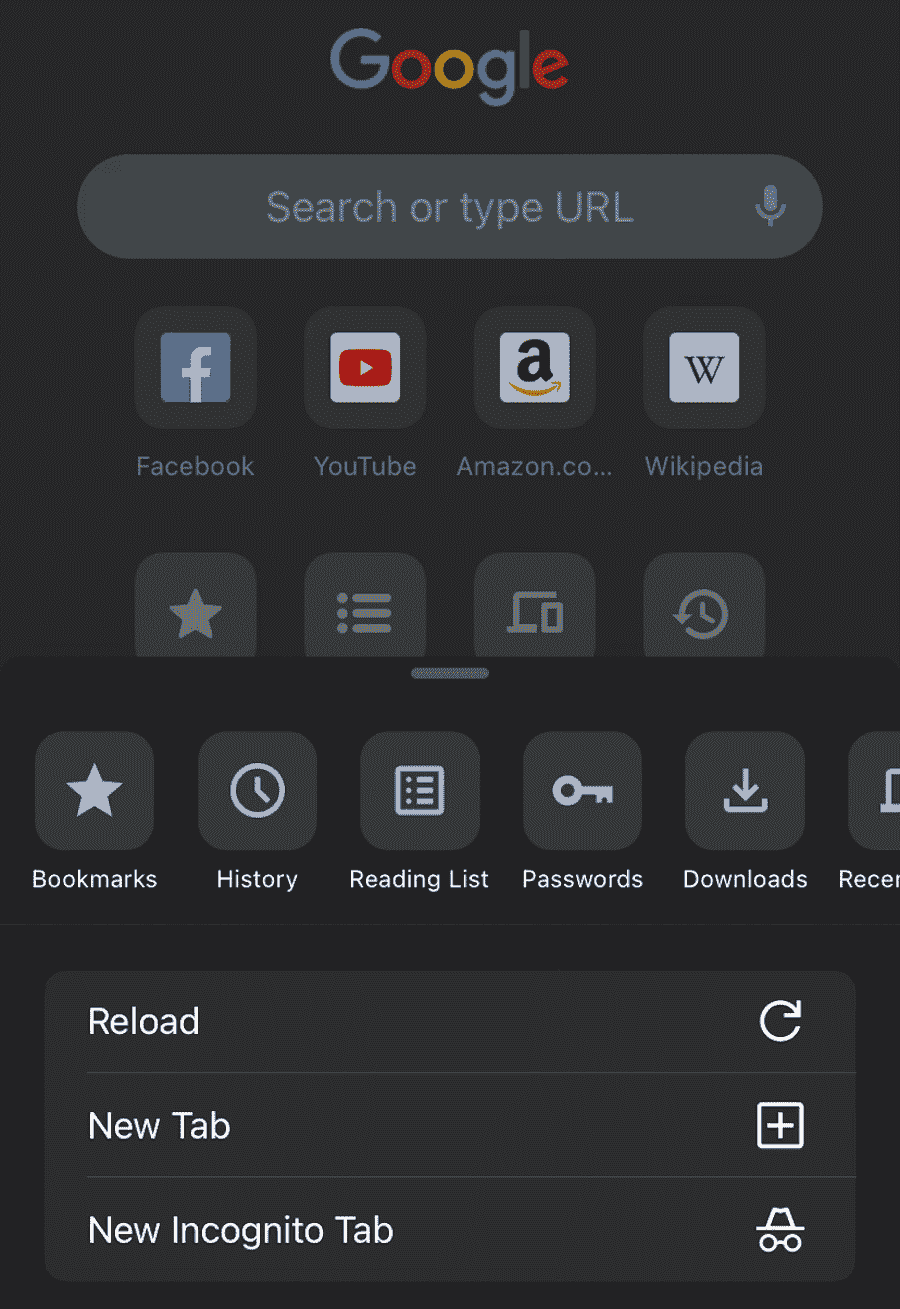 Google
Search or type URL
Facebook YouTube Amazon.co... Wikipedia
Bookmarks History Reading List Passwords Downloads Recen
Reload
New Tab
New Incognito Tab